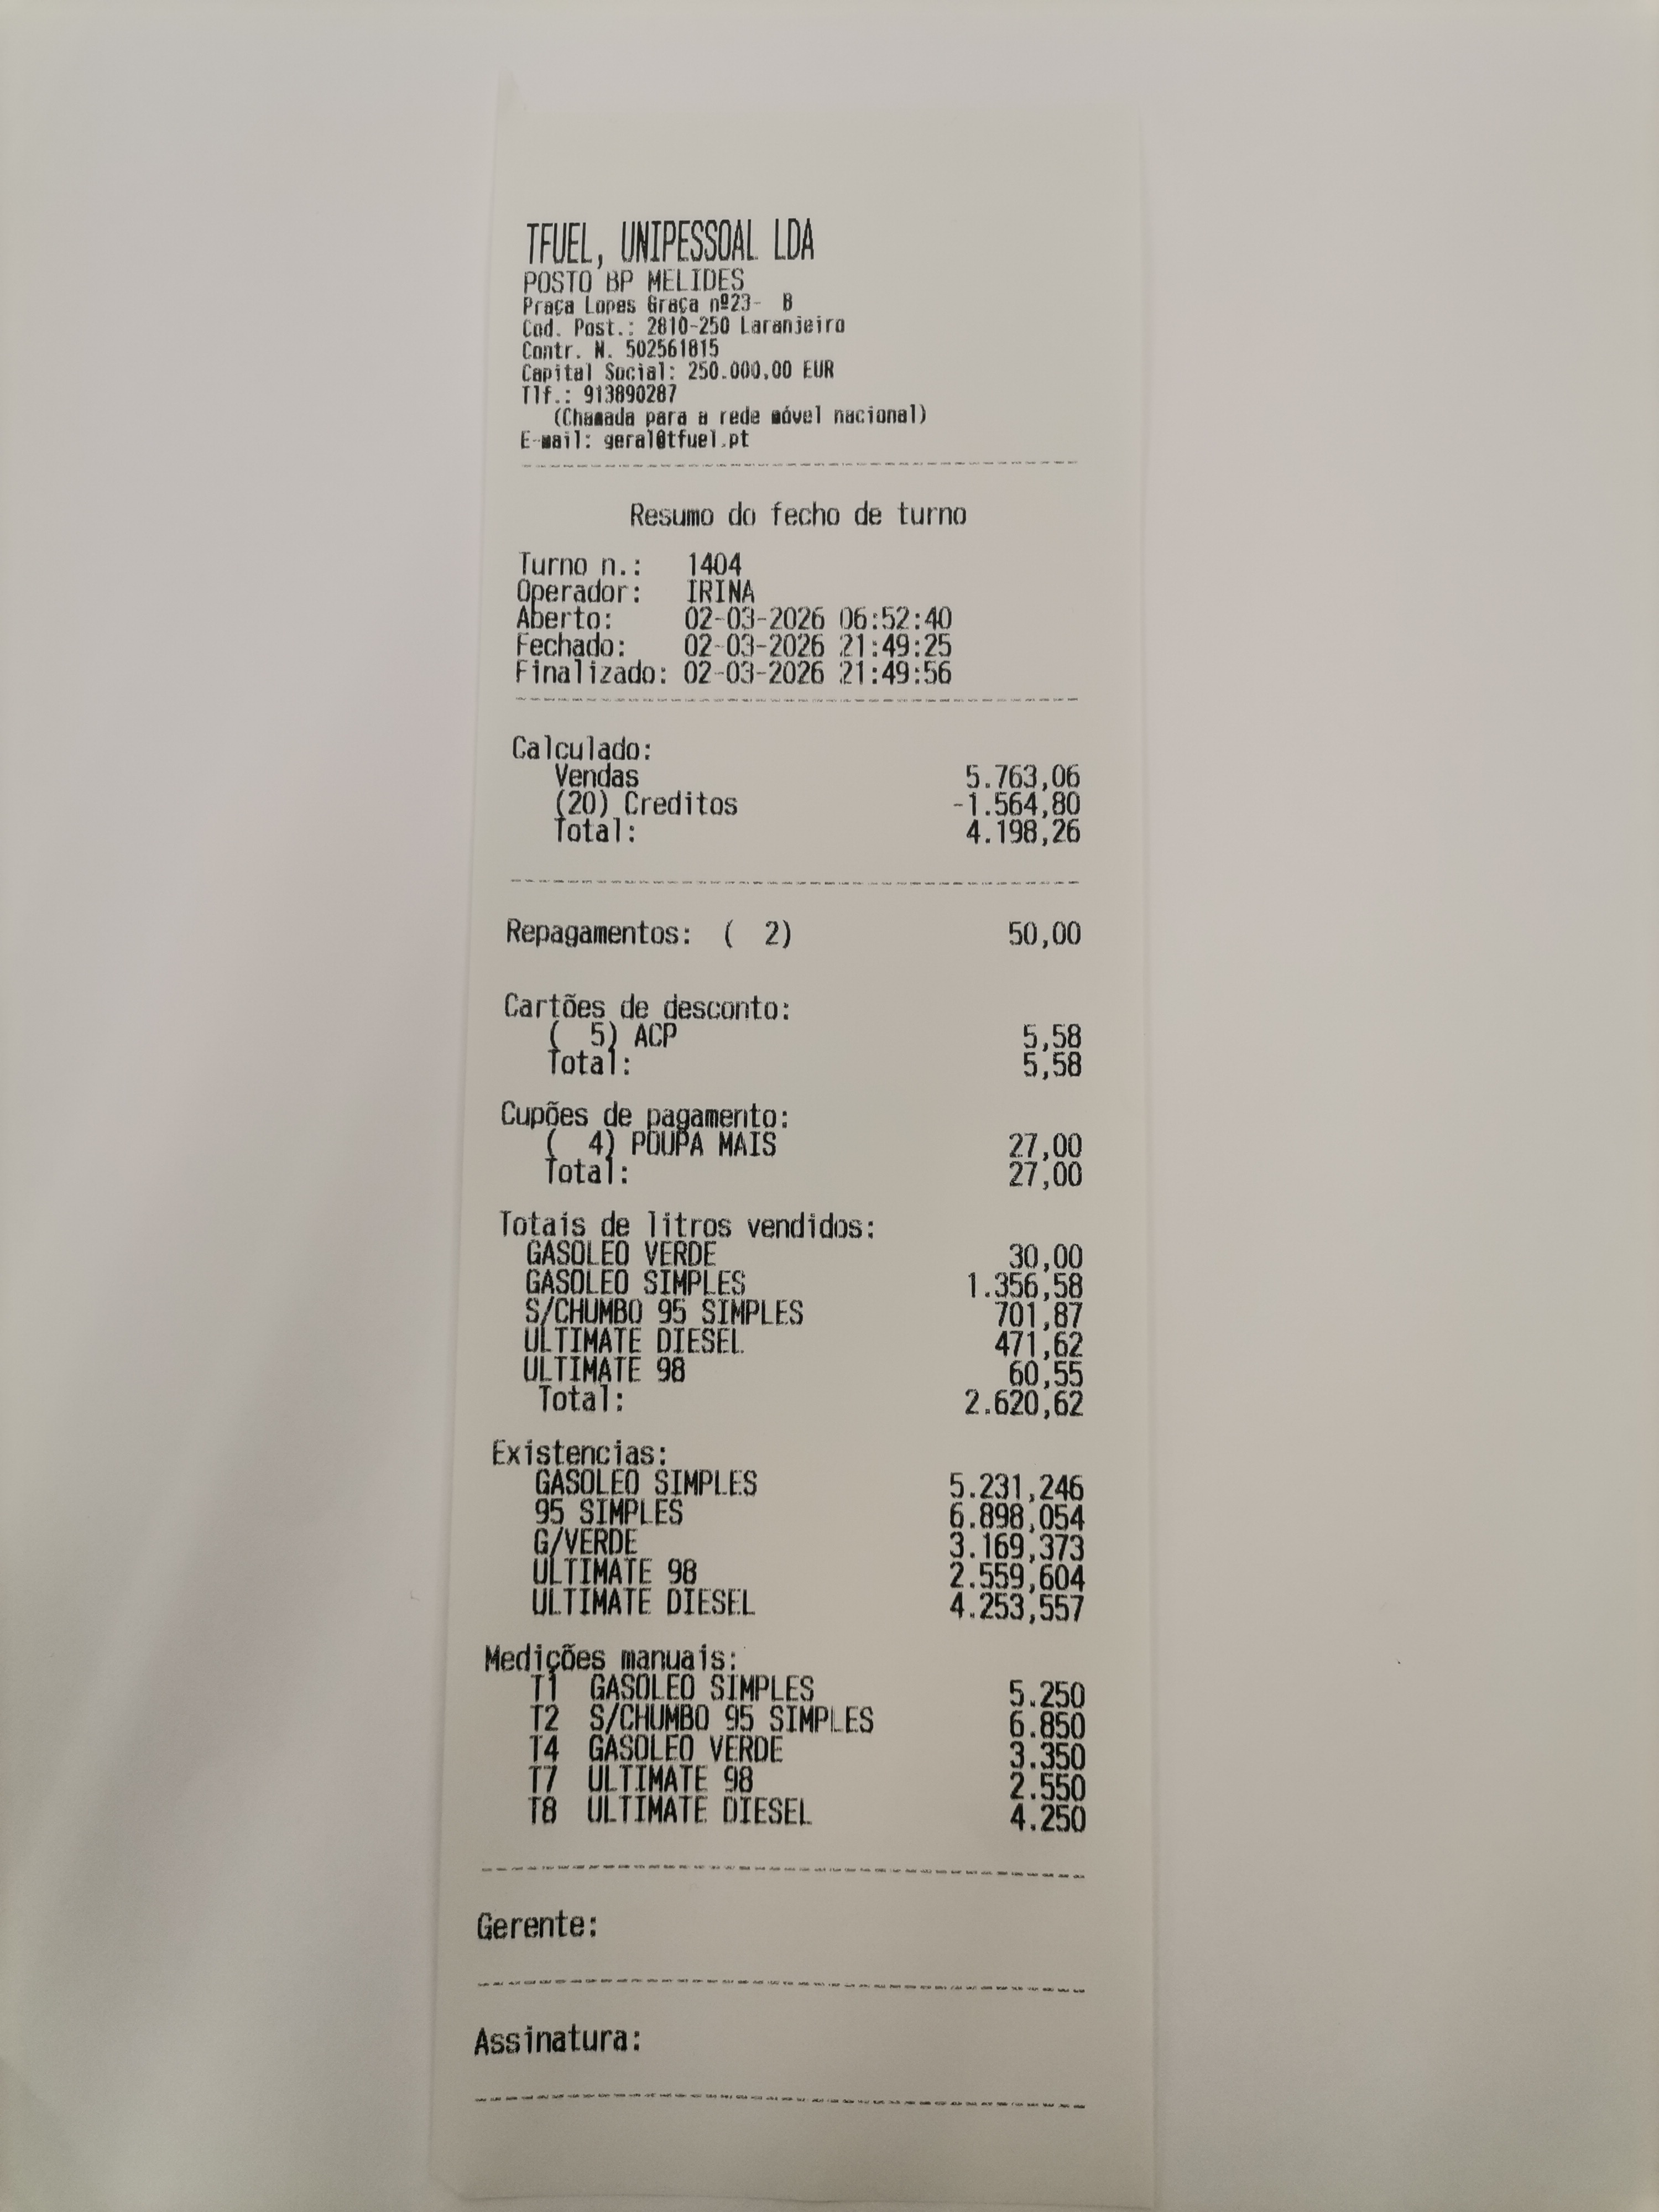 TFUEL, UNIPESSOAL LDA
POSTO BP MELIDES
Praça Lopes Graça nº23- B
Cod. Post.: 2810-250 Laranjeiro
Contr. N. 502561815
Capital Social: 250.000,00 EUR
Tlf.: 913890287
(Chamada para a rede móvel nacional)
E-mail: geral@tfuel.pt
Resumo do fecho de turno
Turno n.: 1404
Operador: IRINA
Aberto: 02-03-2026 06:52:40
Fechado: 02-03-2026 21:49:25
Finalizado: 02-03-2026 21:49:56
Calculado:
Vendas 5.763,06
(20) Creditos -1.564,80
Total: 4.198,26
Repagamentos: ( 2) 50,00
Cartões de desconto:
( 5) ACP 5,58
Total: 5,58
Cupões de pagamento:
( 4) POUPA MAIS 27,00
Total: 27,00
Totais de litros vendidos:
GASOLEO VERDE 30,00
GASOLEO SIMPLES 1.356,58
S/CHUMBO 95 SIMPLES 701,87
ULTIMATE DIESEL 471,62
ULTIMATE 98 60,55
Total: 2.620,62
Existencias:
GASOLEO SIMPLES 5.231,246
95 SIMPLES 6.898,054
G/VERDE 3.169,373
ULTIMATE 98 2.559,604
ULTIMATE DIESEL 4.253,557
Medições manuais:
T1 GASOLEO SIMPLES 5.250
T2 S/CHUMBO 95 SIMPLES 6.850
T4 GASOLEO VERDE 3.350
T7 ULTIMATE 98 2.550
T8 ULTIMATE DIESEL 4.250
Gerente:
Assinatura: